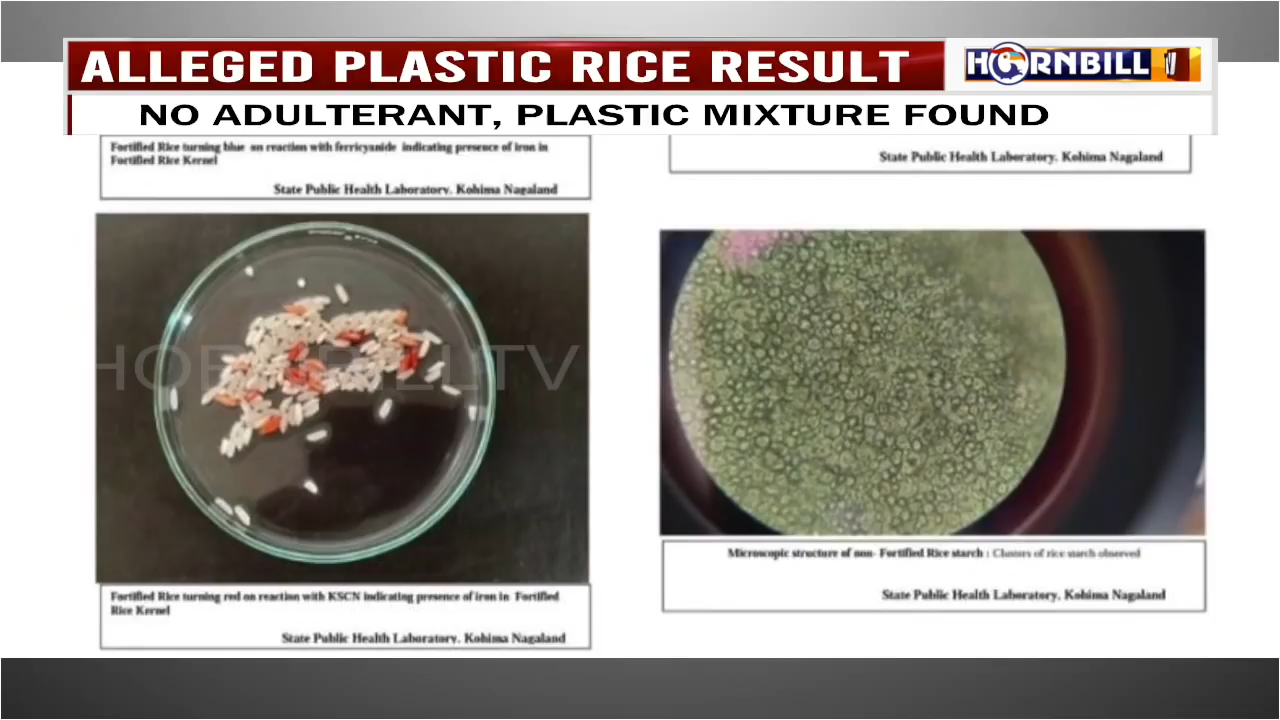 ALLEGED PLASTIC RICE RESULT
HORNBILL
NO ADULTERANT, PLASTIC MIXTURE FOUND
Fortified Rice turning blue on reaction with ferricyanide indicating presence of iron in
Fortified Rice Kernel
State Public Health Laboratory. Kohima Nagaland
State Public Health Laboratory. Kohima Nagaland
HORNBILL TV
Fortified Rice turning red on reaction with KSCN indicating presence of iron in Fortified
Rice Kernel
State Public Health Laboratory. Kohima Nagaland
Microscopic structure of non- Fortified Rice starch : Clusters of rice starch observed
State Public Health Laboratory. Kohima Nagaland